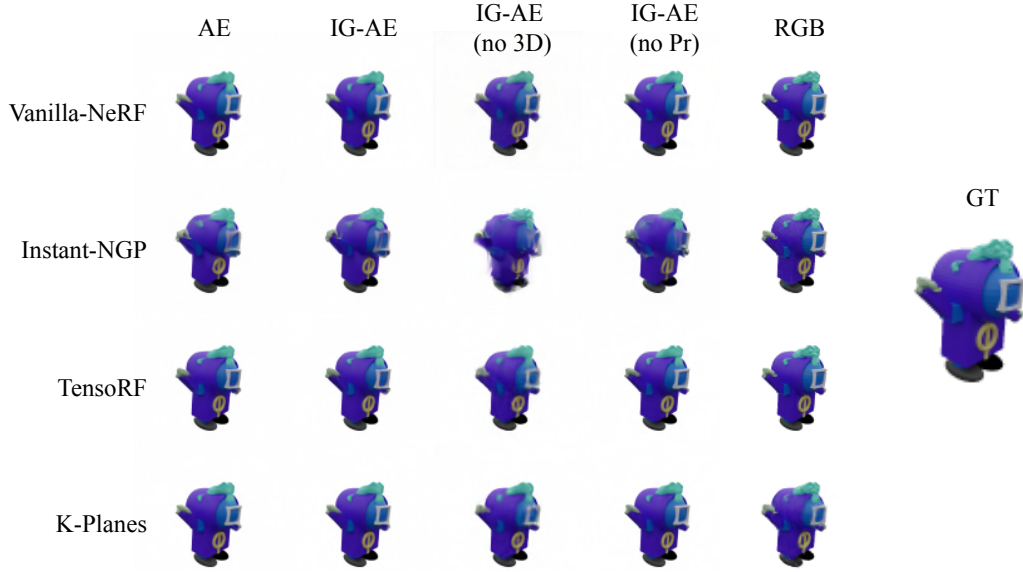 AE
IG-AE
IG-AE
(no 3D)
IG-AE
(no Pr)
RGB
Vanilla-NeRF
Instant-NGP
TensoRF
K-Planes
GT